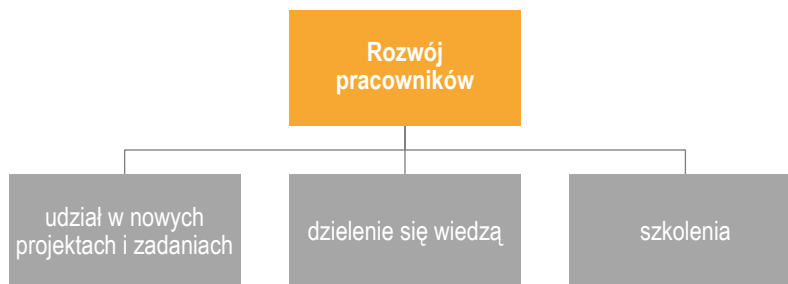 Rozwój
pracowników
udział w nowych
projektach i zadaniach
dzielenie się wiedzą
szkolenia